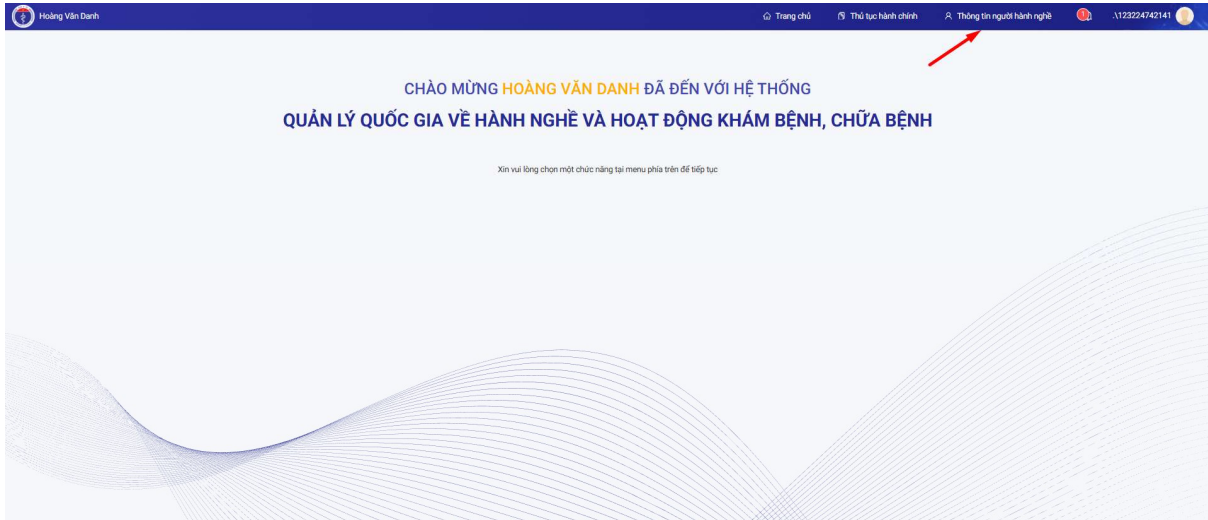 Hoàng Văn Danh
Trang chủ
Thủ tục hành chính
Thông tin người hành nghề
1
.\123224742141
CHÀO MỪNG HOÀNG VĂN DANH ĐÃ ĐẾN VỚI HỆ THỐNG
QUẢN LÝ QUỐC GIA VỀ HÀNH NGHỀ VÀ HOẠT ĐỘNG KHÁM BỆNH, CHỮA BỆNH
Xin vui lòng chọn một chức năng tại menu phía trên để tiếp tục